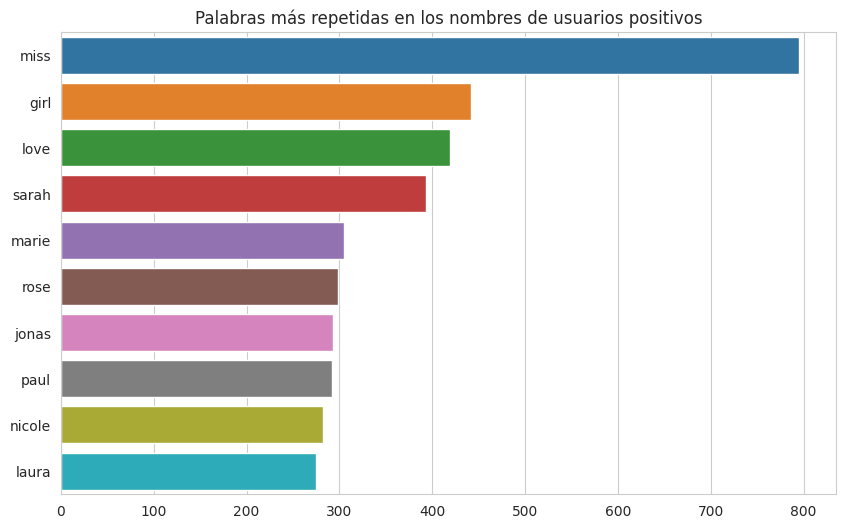 Palabras más repetidas en los nombres de usuarios positivos
miss
girl
love
sarah
marie
rose
jonas
paul
nicole
laura
0 100 200 300 400 500 600 700 800